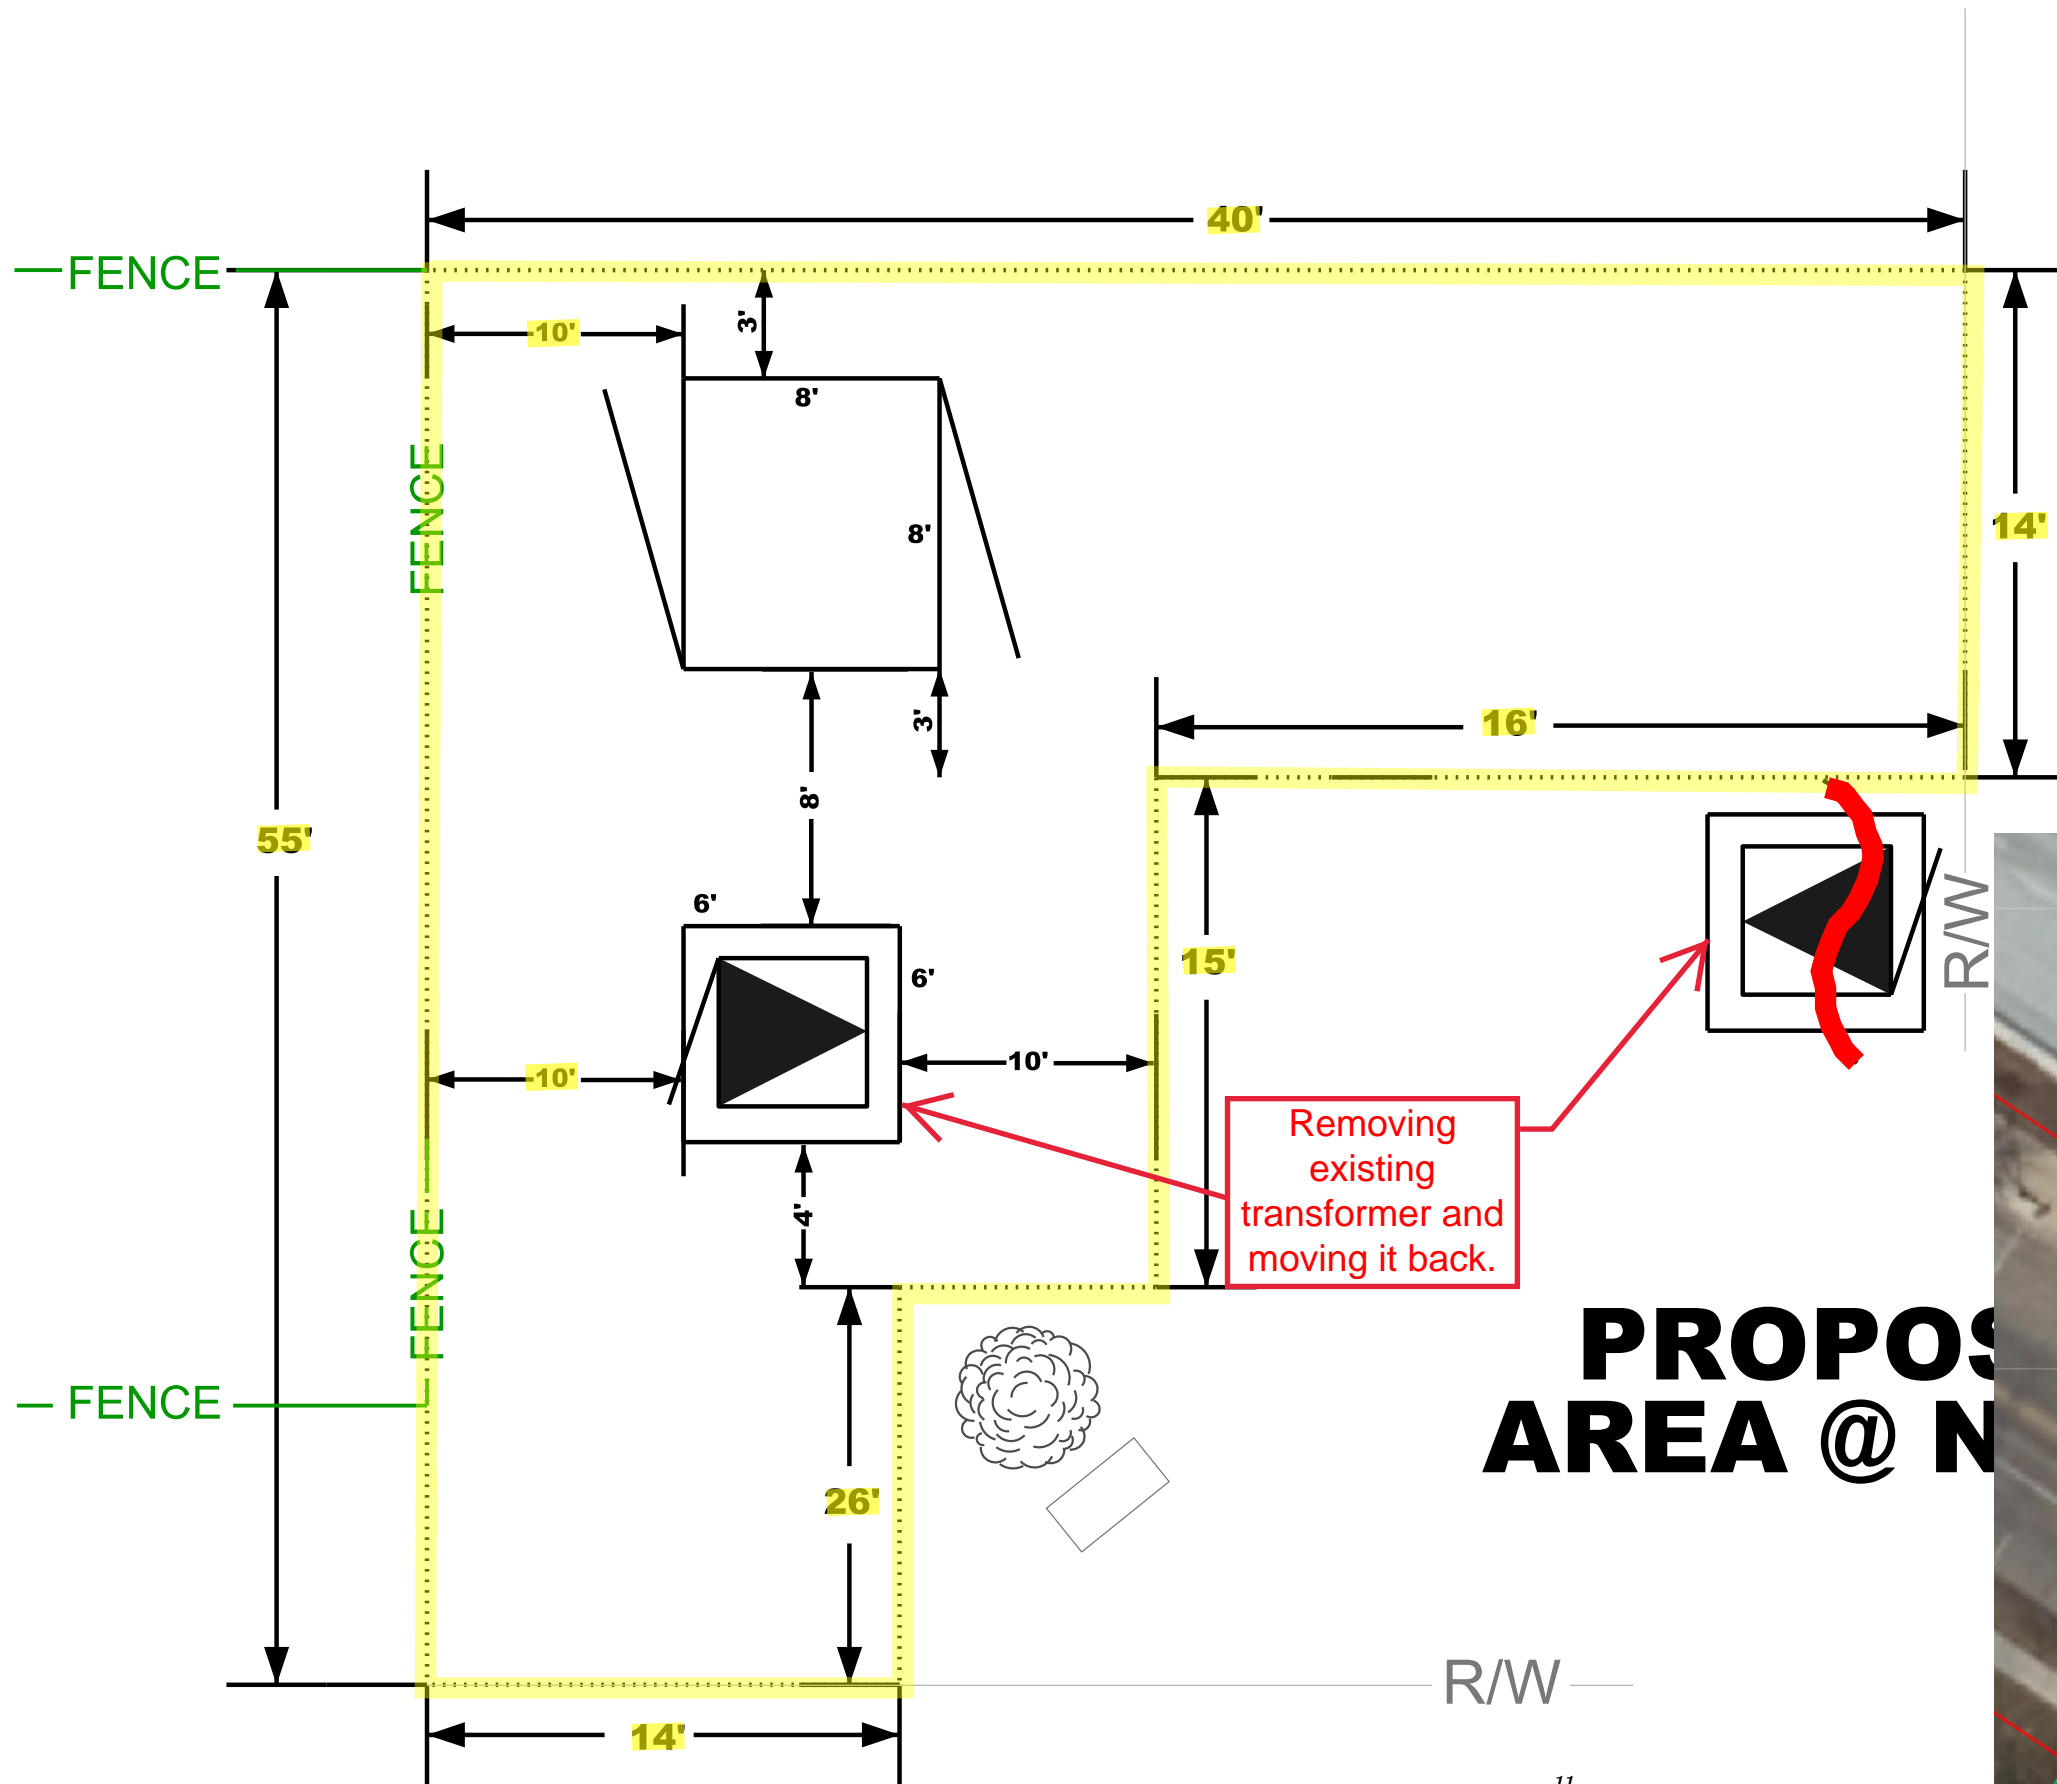 40'
FENCE
10'
3'
8'
FENCE
8'
14'
3'
16'
8'
55'
6'
6'
15'
R/W
10'
10'
Removing
existing
transformer and
moving it back.
4'
FENCE
FENCE
26'
AREA @
R/W
14'
11